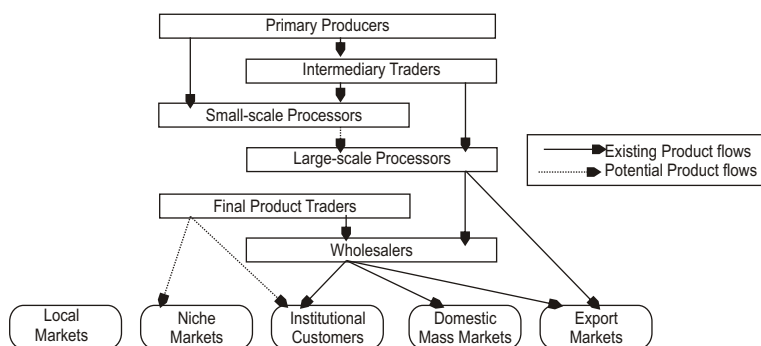 Primary Producers
Intermediary Traders
Small-scale Processors
Large-scale Processors
Existing Product flows
Potential Product flows
Final Product Traders
Wholesalers
Local
Markets
Niche
Markets
Institutional
Customers
Domestic
Mass Markets
Export
Markets